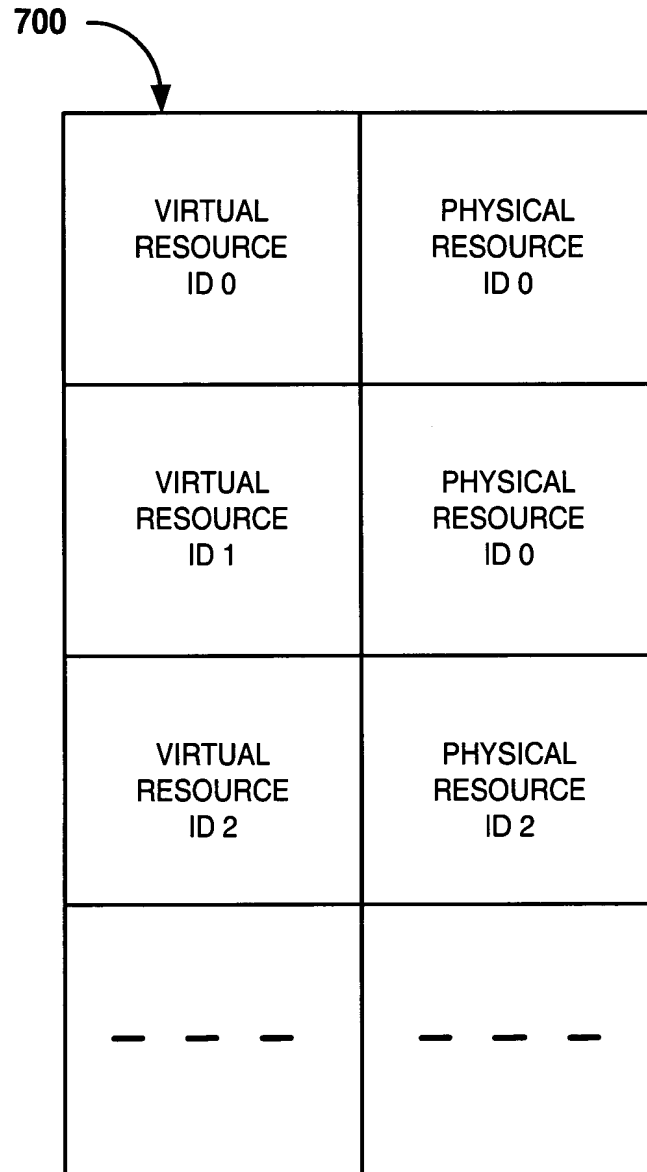 700
VIRTUAL
RESOURCE
ID 0
PHYSICAL
RESOURCE
ID 0
VIRTUAL
RESOURCE
ID 1
PHYSICAL
RESOURCE
ID 0
VIRTUAL
RESOURCE
ID 2
PHYSICAL
RESOURCE
ID 2
— — —
— — —